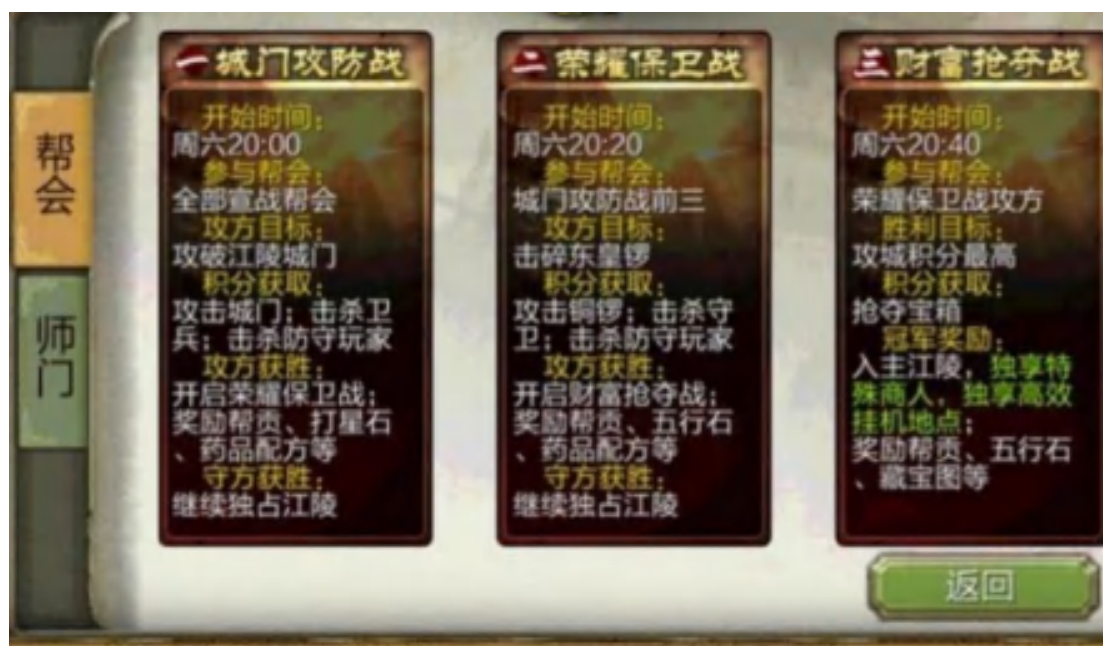 帮会
师门
一 城门攻防战
开始时间：
周六20:00
参与帮会：
全部宣战帮会
攻方目标：
攻破江陵城门
积分获取：
攻击城门；击杀卫
兵；击杀防守玩家
攻方获胜：
开启荣耀保卫战；
奖励帮贡、打星石
、药品配方等
守方获胜：
继续独占江陵
二 荣耀保卫战
开始时间：
周六20:20
参与帮会：
城门攻防战前三
攻方目标：
击碎东皇锣
积分获取：
攻击铜锣；击杀守
卫；击杀防守玩家
攻方获胜：
开启财富抢夺战；
奖励帮贡、五行石
、药品配方等
守方获胜：
继续独占江陵
三 财富抢夺战
开始时间：
周六20:40
参与帮会：
荣耀保卫战攻方
胜利目标：
攻城积分最高
积分获取：
抢夺宝箱
冠军奖励：
入主江陵，独享特
殊商人，独享高效
挂机地点；
奖励帮贡、五行石
、藏宝图等
返回